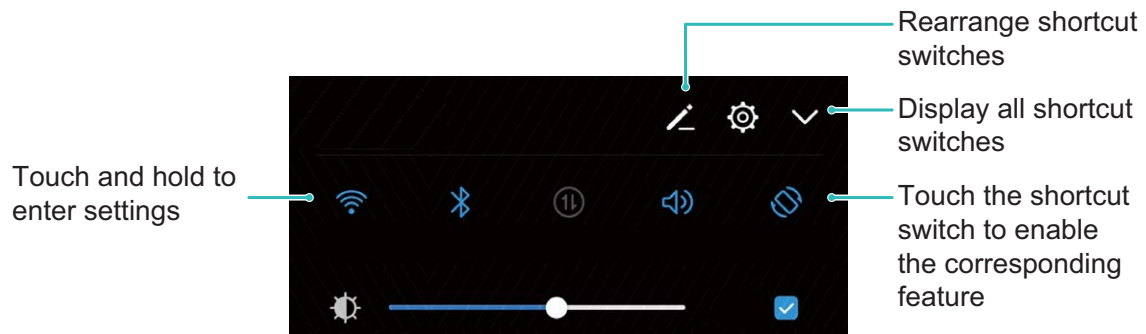 Rearrange shortcut
switches
Display all shortcut
switches
Touch and hold to
enter settings
Touch the shortcut
switch to enable
the corresponding
feature